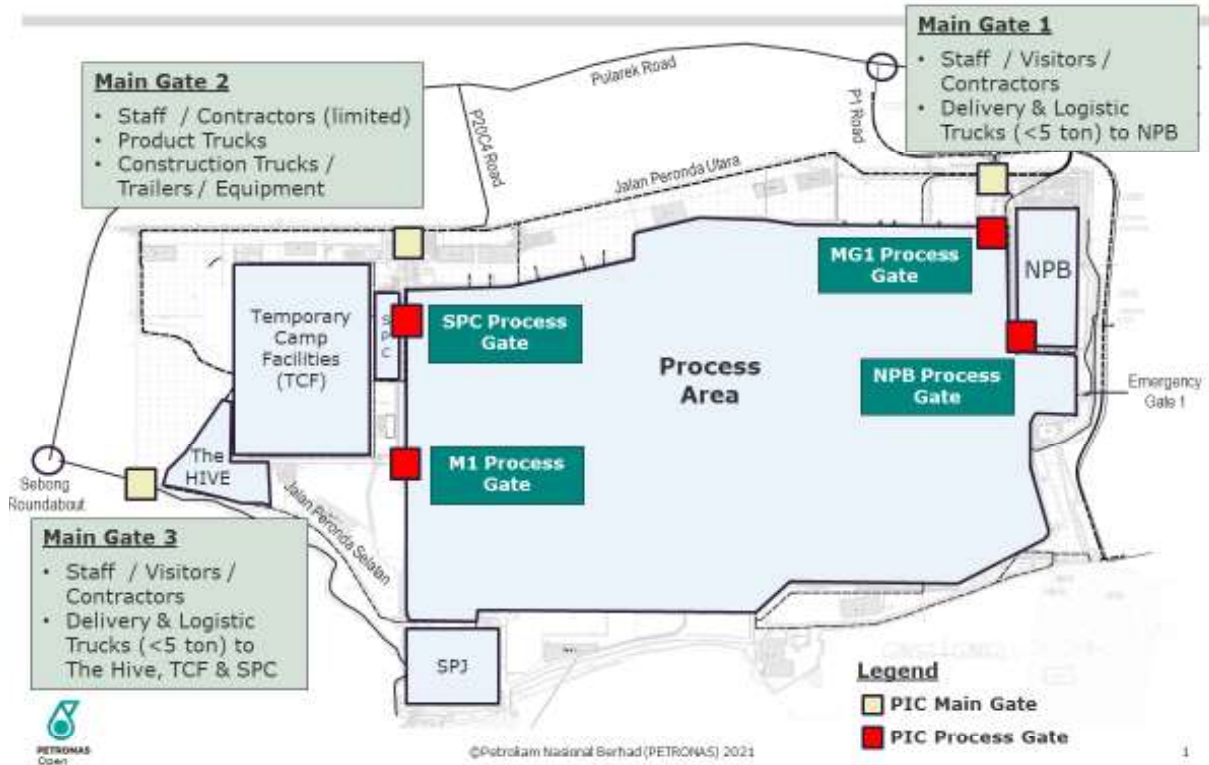 Main Gate 1
• Staff / Visitors /
Contractors
• Delivery & Logistic
Trucks (<5 ton) to NPB
Main Gate 2
• Staff / Contractors (limited)
• Product Trucks
• Construction Trucks /
Trailers / Equipment
Pularek Road
P1 Road
P20C4 Road
Jalan Peronda Utara
MG1 Process
Gate
NPB
Temporary
Camp
Facilities
(TCF)
SPC
SPC Process
Gate
Process
Area
NPB Process
Gate
Emergency
Gate 1
The
HIVE
M1 Process
Gate
Sebong
Roundabout
Jalan Peronda Selatan
Main Gate 3
• Staff / Visitors /
Contractors
• Delivery & Logistic
Trucks (<5 ton) to
The Hive, TCF & SPC
SPJ
Legend
PIC Main Gate
PIC Process Gate
PETRONAS
Open
©Petroliam Nasional Berhad (PETRONAS) 2021
1